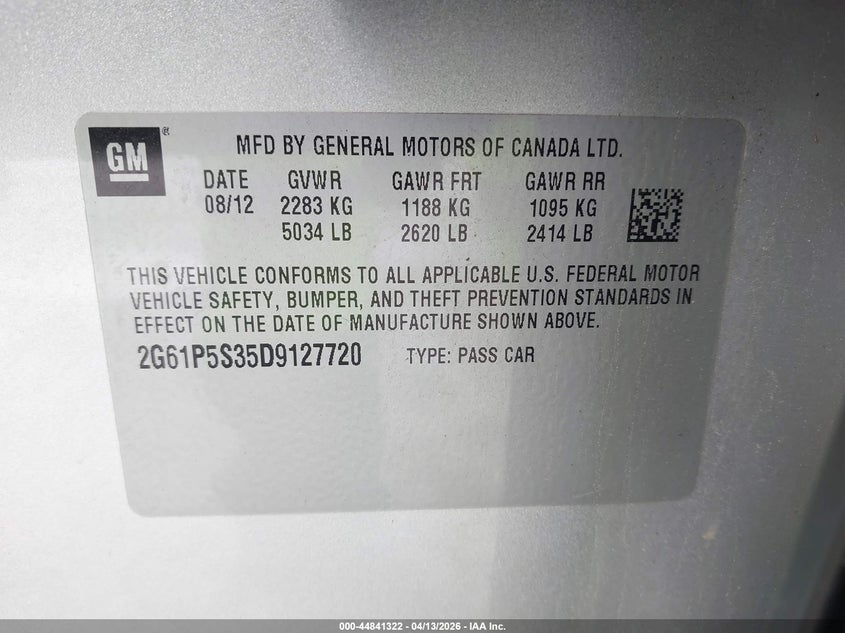 GM®
MFD BY GENERAL MOTORS OF CANADA LTD.
DATE GVWR GAWR FRT GAWR RR
08/12 2283 KG 1188 KG 1095 KG
5034 LB 2620 LB 2414 LB
THIS VEHICLE CONFORMS TO ALL APPLICABLE U.S. FEDERAL MOTOR
VEHICLE SAFETY, BUMPER, AND THEFT PREVENTION STANDARDS IN
EFFECT ON THE DATE OF MANUFACTURE SHOWN ABOVE.
2G61P5S35D9127720 TYPE: PASS CAR
000-44841322 | 04/13/2026 - IAA Inc.